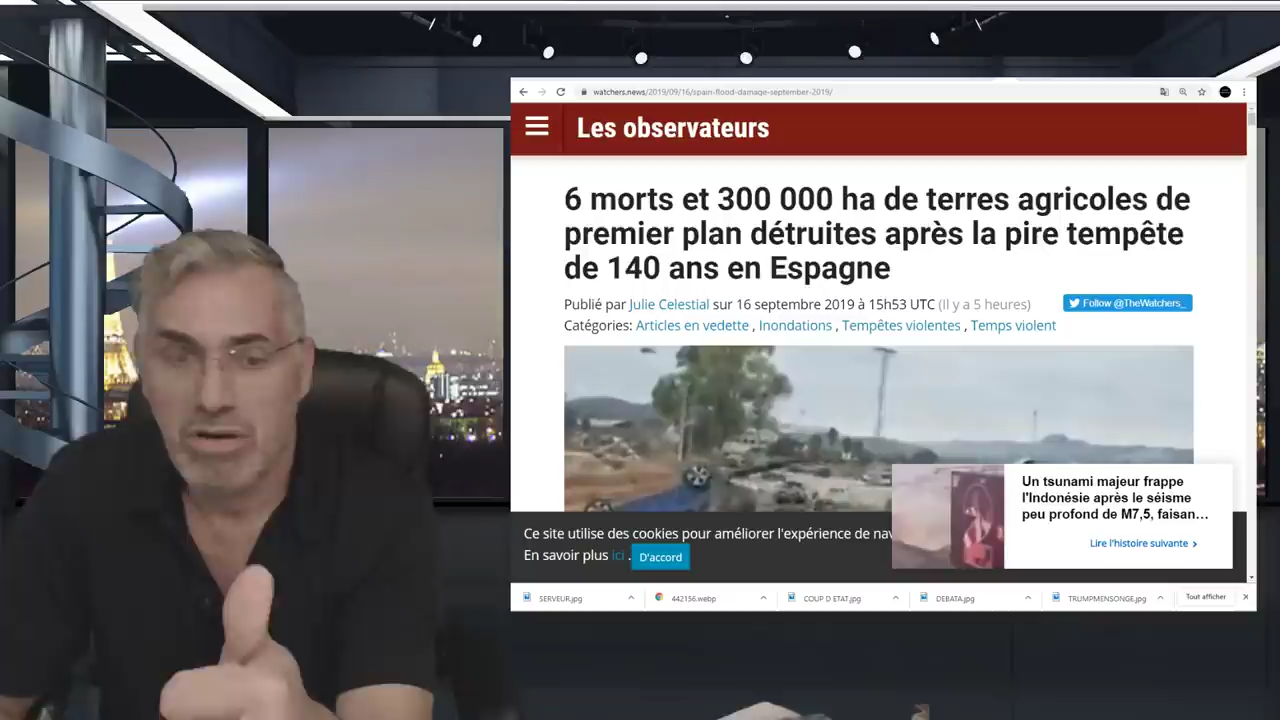 watchers.news/2019/09/16/spain-flood-damage-september-2019/
Les observateurs
6 morts et 300 000 ha de terres agricoles de
premier plan détruites après la pire tempête
de 140 ans en Espagne
Publié par Julie Celestial sur 16 septembre 2019 à 15h53 UTC (Il y a 5 heures)
Follow @TheWatchers_
Catégories: Articles en vedette , Inondations , Tempêtes violentes , Temps violent
Un tsunami majeur frappe
l'Indonésie après le séisme
peu profond de M7,5, faisan...
Lire l'histoire suivante
Ce site utilise des cookies pour améliorer l'expérience de nav
En savoir plus ici .
D'accord
SERVEUR.jpg
442156.webp
COUP D ETAT.jpg
DEBATA.jpg
TRUMPMENSONGE.jpg
Tout afficher